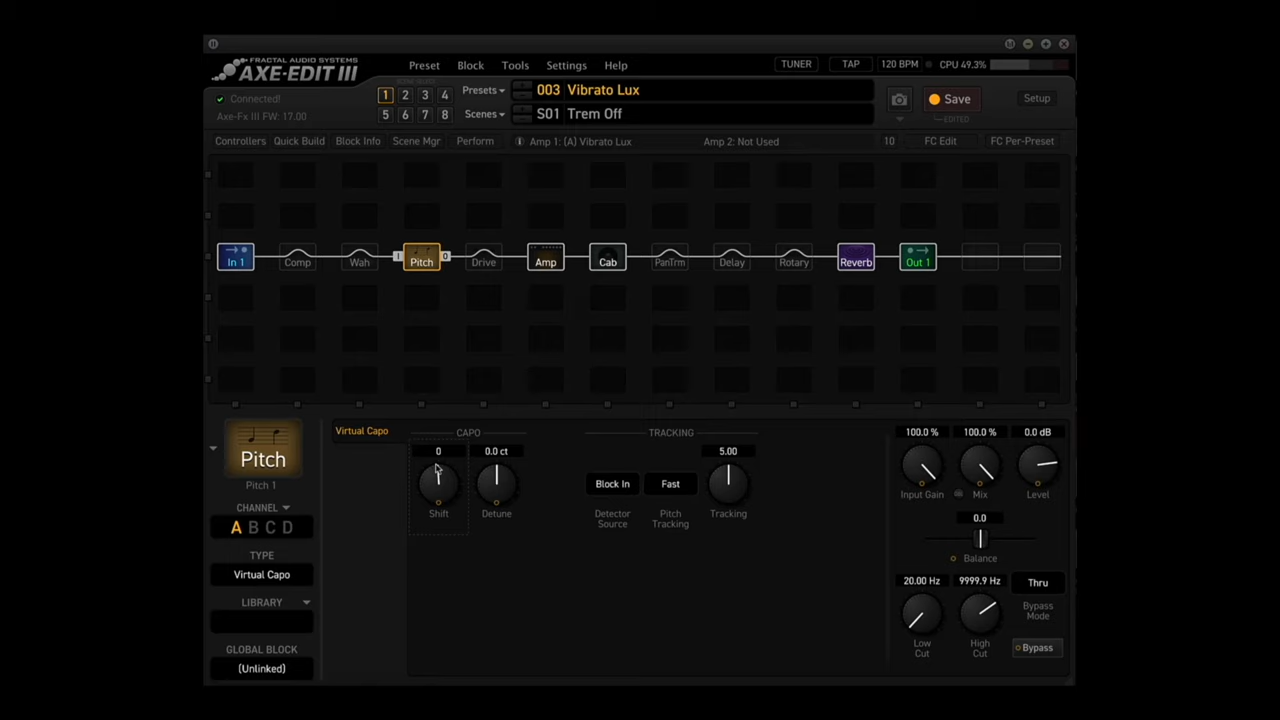 FRACTAL AUDIO SYSTEMS
AXE-EDIT III
Preset Block Tools Settings Help
TUNER TAP 120 BPM CPU 49.3%
Connected!
Axe-Fx III FW: 17.00
1 2 3 4
5 6 7 8
Presets 003 Vibrato Lux
Scenes S01 Trem Off
Save
EDITED
Setup
Controllers Quick Build Block Info Scene Mgr Perform Amp 1: (A) Vibrato Lux Amp 2: Not Used 10 FC Edit FC Per-Preset
In 1 Comp Wah I Pitch O Drive Amp Cab PanTrm Delay Rotary Reverb Out 1
Pitch
Pitch 1
CHANNEL
A B C D
TYPE
Virtual Capo
LIBRARY
GLOBAL BLOCK
(Unlinked)
Virtual Capo
CAPO
0 0.0 ct
Shift Detune
TRACKING
5.00
Block In Fast
Detector Source
Pitch Tracking
Tracking
100.0 % 100.0 % 0.0 dB
Input Gain Mix Level
0.0
Balance
20.00 Hz 9999.9 Hz Thru
Bypass Mode
Low Cut
High Cut
Bypass